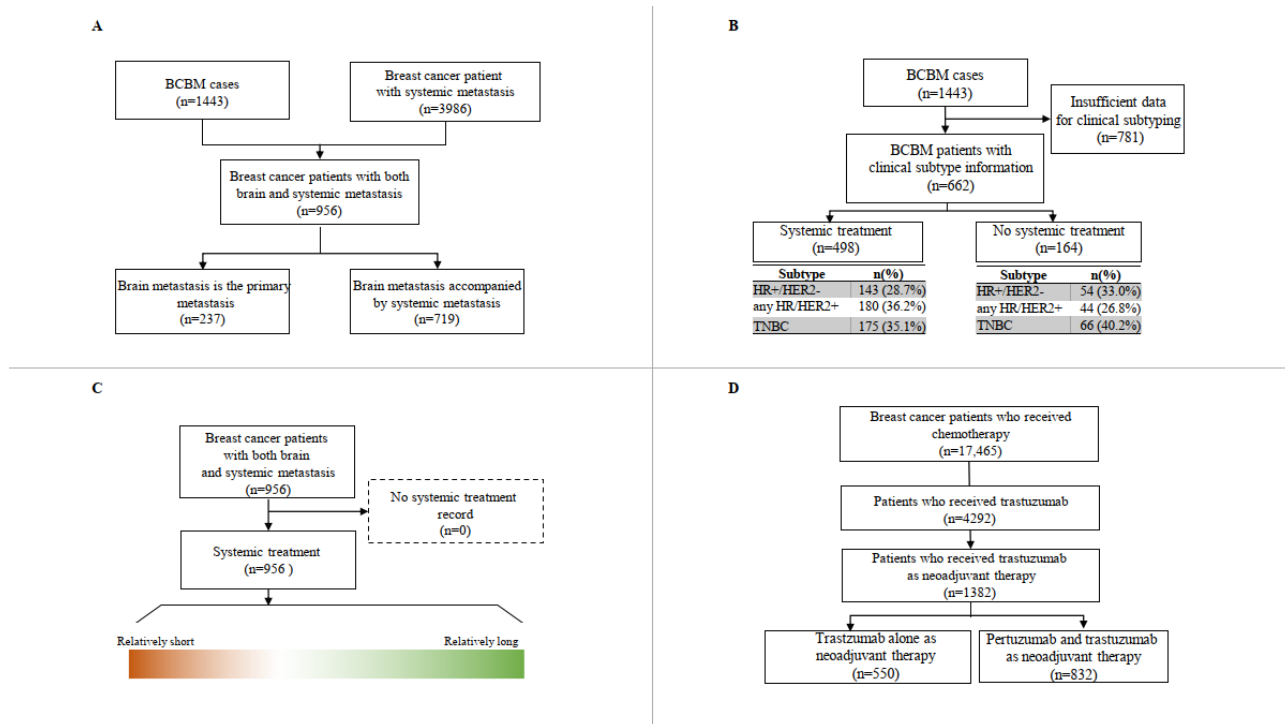 A
BCBM cases
(n=1443)
Breast cancer patient
with systemic metastasis
(n=3986)
Breast cancer patients with both
brain and systemic metastasis
(n=956)
Brain metastasis is the primary
metastasis
(n=237)
Brain metastasis accompanied
by systemic metastasis
(n=719)
B
BCBM cases
(n=1443)
Insufficient data
for clinical subtyping
(n=781)
BCBM patients with
clinical subtype information
(n=662)
Systemic treatment
(n=498)
Subtype n(%)
HR+/HER2- 143 (28.7%)
any HR/HER2+ 180 (36.2%)
TNBC 175 (35.1%)
No systemic treatment
(n=164)
Subtype n(%)
HR+/HER2- 54 (33.0%)
any HR/HER2+ 44 (26.8%)
TNBC 66 (40.2%)
C
Breast cancer patients
with both brain
and systemic metastasis
(n=956)
No systemic treatment
record
(n=0)
Systemic treatment
(n=956 )
Relatively short
Relatively long
D
Breast cancer patients who received
chemotherapy
(n=17,465)
Patients who received trastuzumab
(n=4292)
Patients who received trastuzumab
as neoadjuvant therapy
(n=1382)
Trastzumab alone as
neoadjuvant therapy
(n=550)
Pertuzumab and trastuzumab
as neoadjuvant therapy
(n=832)